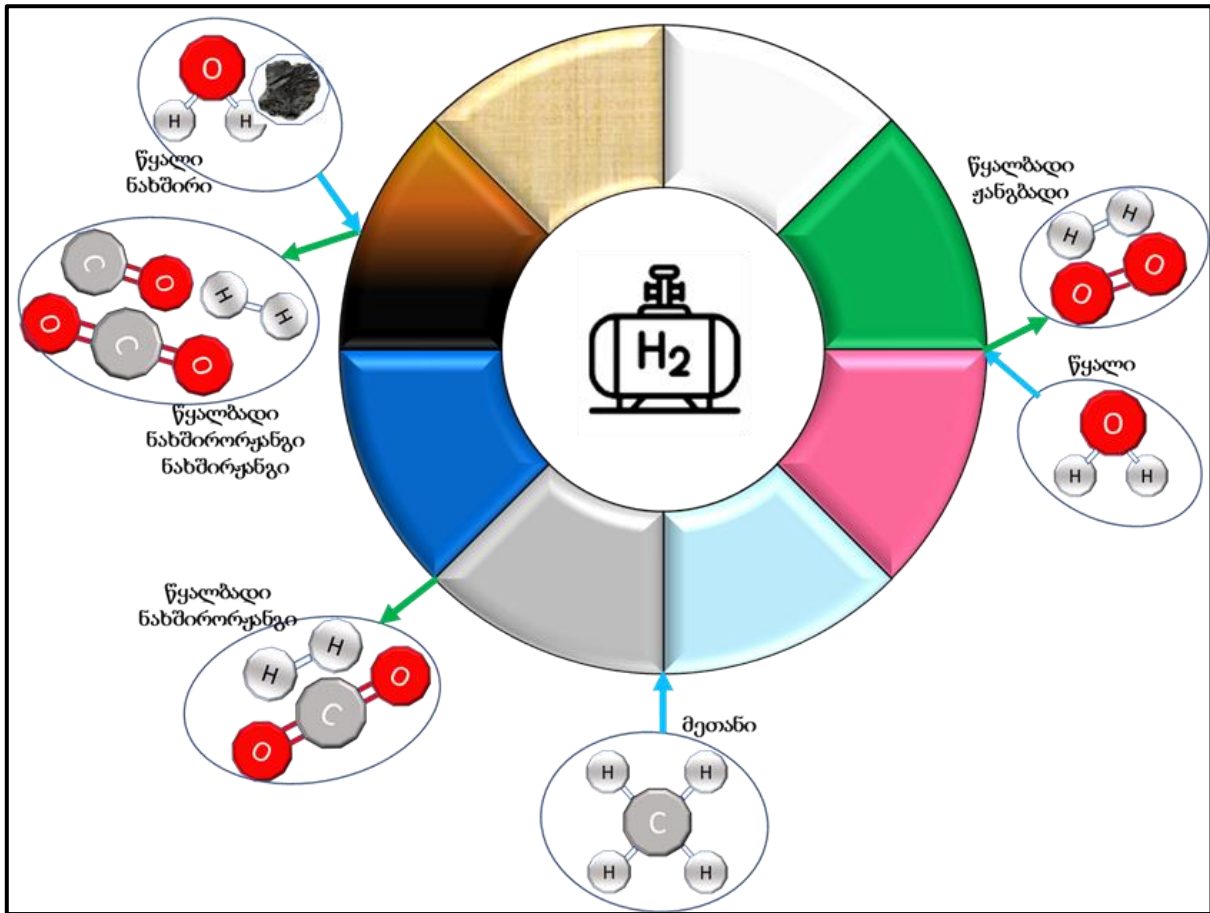 O
H
H
წყალი
ნახშირი
C
O
H
H
O
C
O
წყალბადი
ნახშირორჟანგი
ნახშირჟანგი
წყალბადი
ნახშირორჟანგი
H
H
C
O
O
H₂
მეთანი
H
H
C
H
H
წყალბადი
ჟანგბადი
H
H
O
O
წყალი
O
H
H